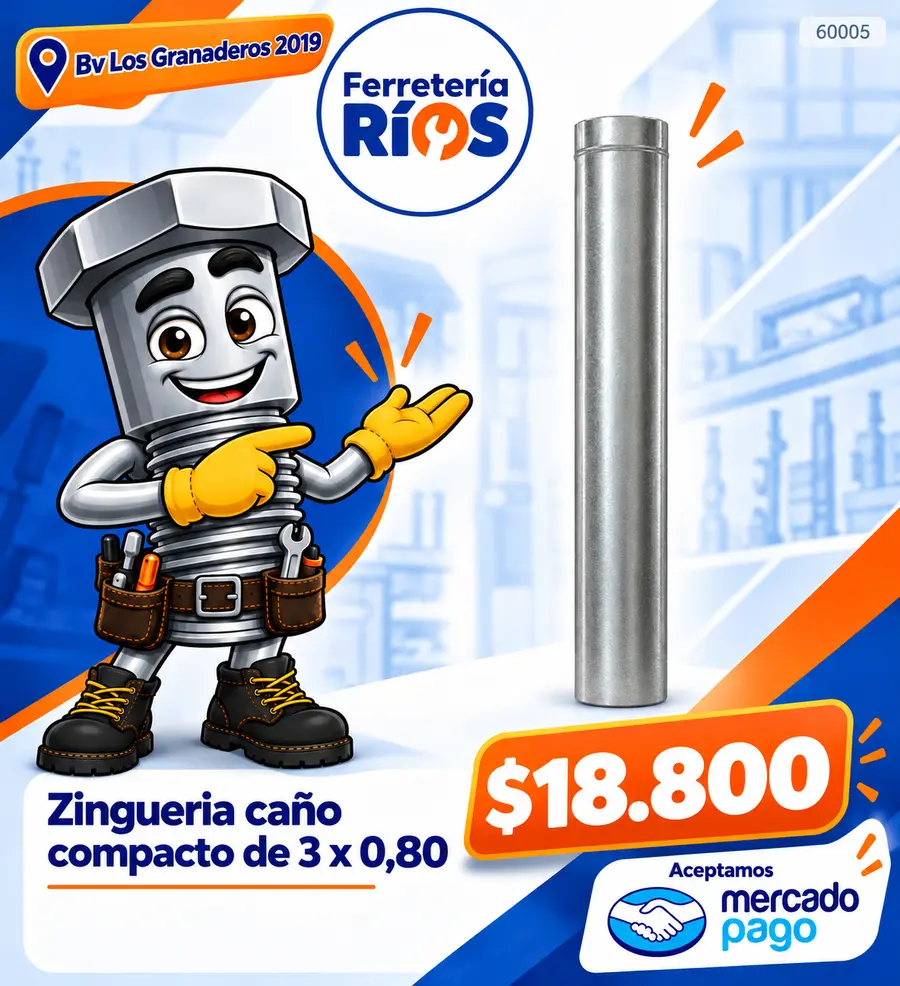 Bv Los Granaderos 2019
Ferretería
RÍOS
60005
Zingueria caño
compacto de 3 x 0,80
$18.800
Aceptamos
mercado
pago